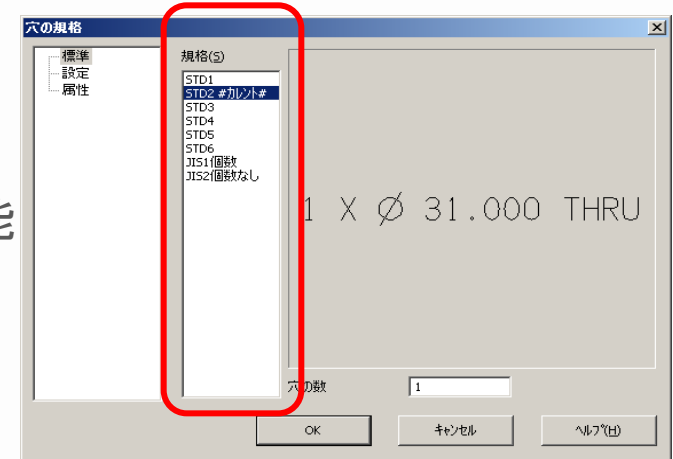 穴の規格
標準
設定
属性
規格(S)
STD1
STD2 #カレント#
STD3
STD4
STD5
STD6
JIS1個数
JIS2個数なし
能
1 X Ø 31.000 THRU
穴の数 1
OK キャンセル ヘルプ(H)